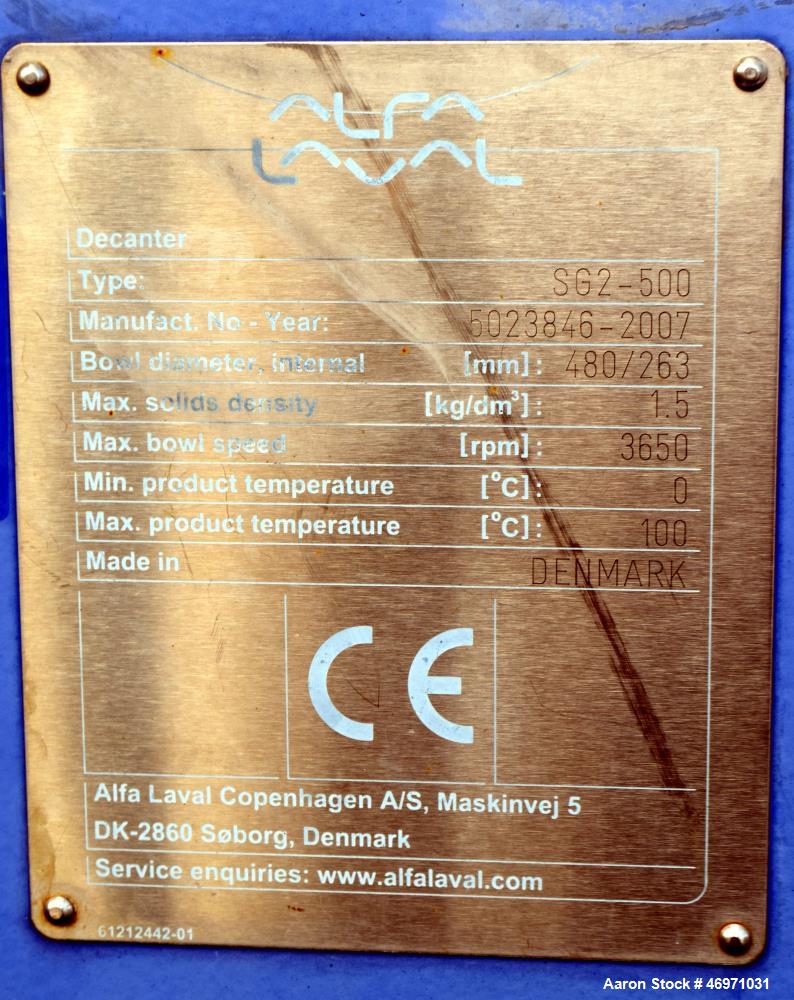 ALFA
LAVAL
Decanter
Type: SG2-500
Manufact. No - Year: 5023846-2007
Bowl diameter, internal [mm]: 480/263
Max. solids density [kg/dm³]: 1.5
Max. bowl speed [rpm]: 3650
Min. product temperature [°C]: 0
Max. product temperature [°C]: 100
Made in DENMARK
CE
Alfa Laval Copenhagen A/S, Maskinvej 5
DK-2860 Søborg, Denmark
Service enquiries: www.alfalaval.com
61212442-01
Aaron Stock # 46971031